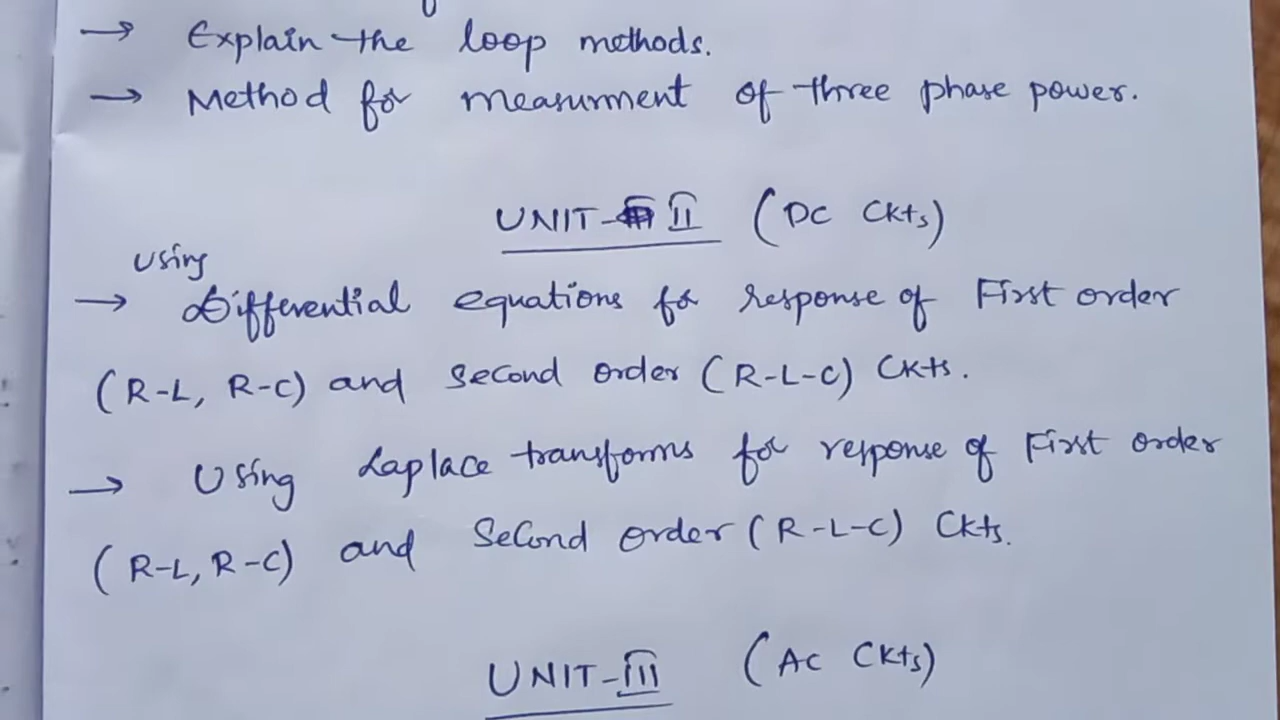 → Explain the loop methods.
→ Method for measurment of three phase power.
UNIT-II (DC Ckts)
Using
→ Differential equations for response of First order
(R-L, R-C) and second order (R-L-C) Ckts.
→ Using Laplace transforms for response of First order
(R-L, R-C) and Second order (R-L-C) Ckts.
UNIT-III (AC Ckts)